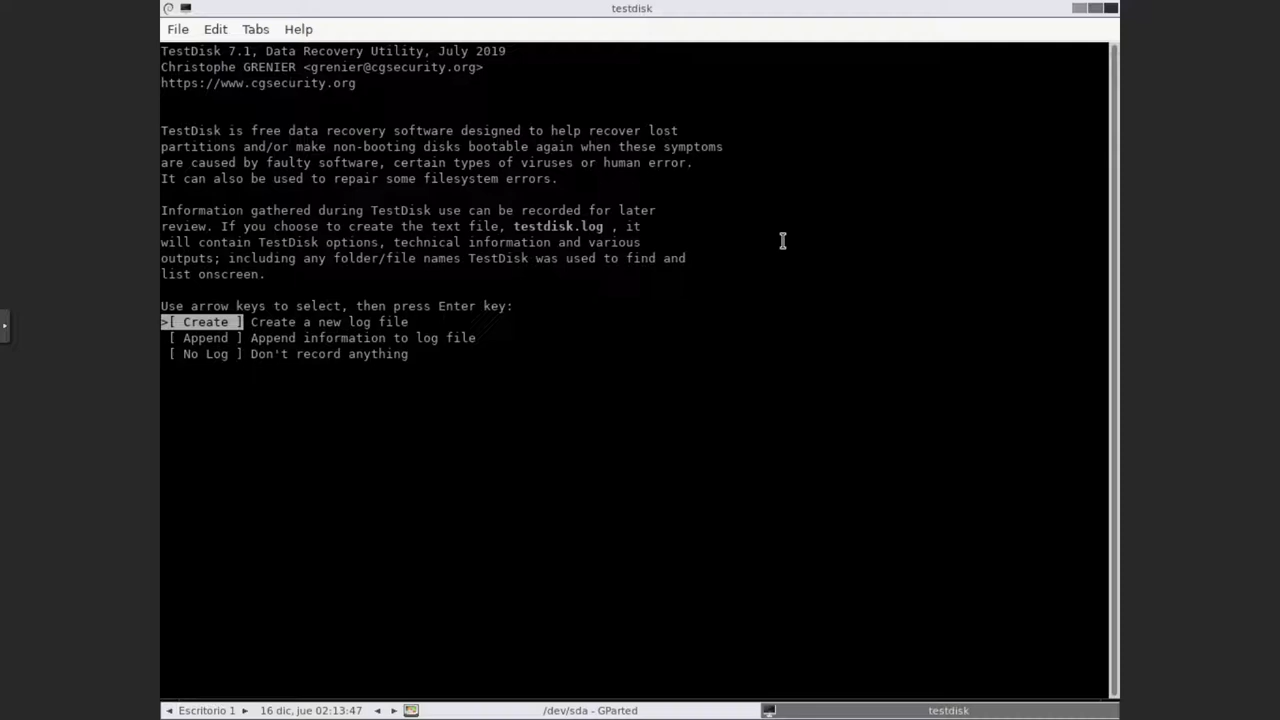 testdisk
File Edit Tabs Help
TestDisk 7.1, Data Recovery Utility, July 2019
Christophe GRENIER <grenier@cgsecurity.org>
https://www.cgsecurity.org
TestDisk is free data recovery software designed to help recover lost
partitions and/or make non-booting disks bootable again when these symptoms
are caused by faulty software, certain types of viruses or human error.
It can also be used to repair some filesystem errors.
Information gathered during TestDisk use can be recorded for later
review. If you choose to create the text file, testdisk.log , it
will contain TestDisk options, technical information and various
outputs; including any folder/file names TestDisk was used to find and
list onscreen.
Use arrow keys to select, then press Enter key:
>[ Create ] Create a new log file
[ Append ] Append information to log file
[ No Log ] Don't record anything
Escritorio 1 16 dic, jue 02:13:47 /dev/sda - GParted testdisk